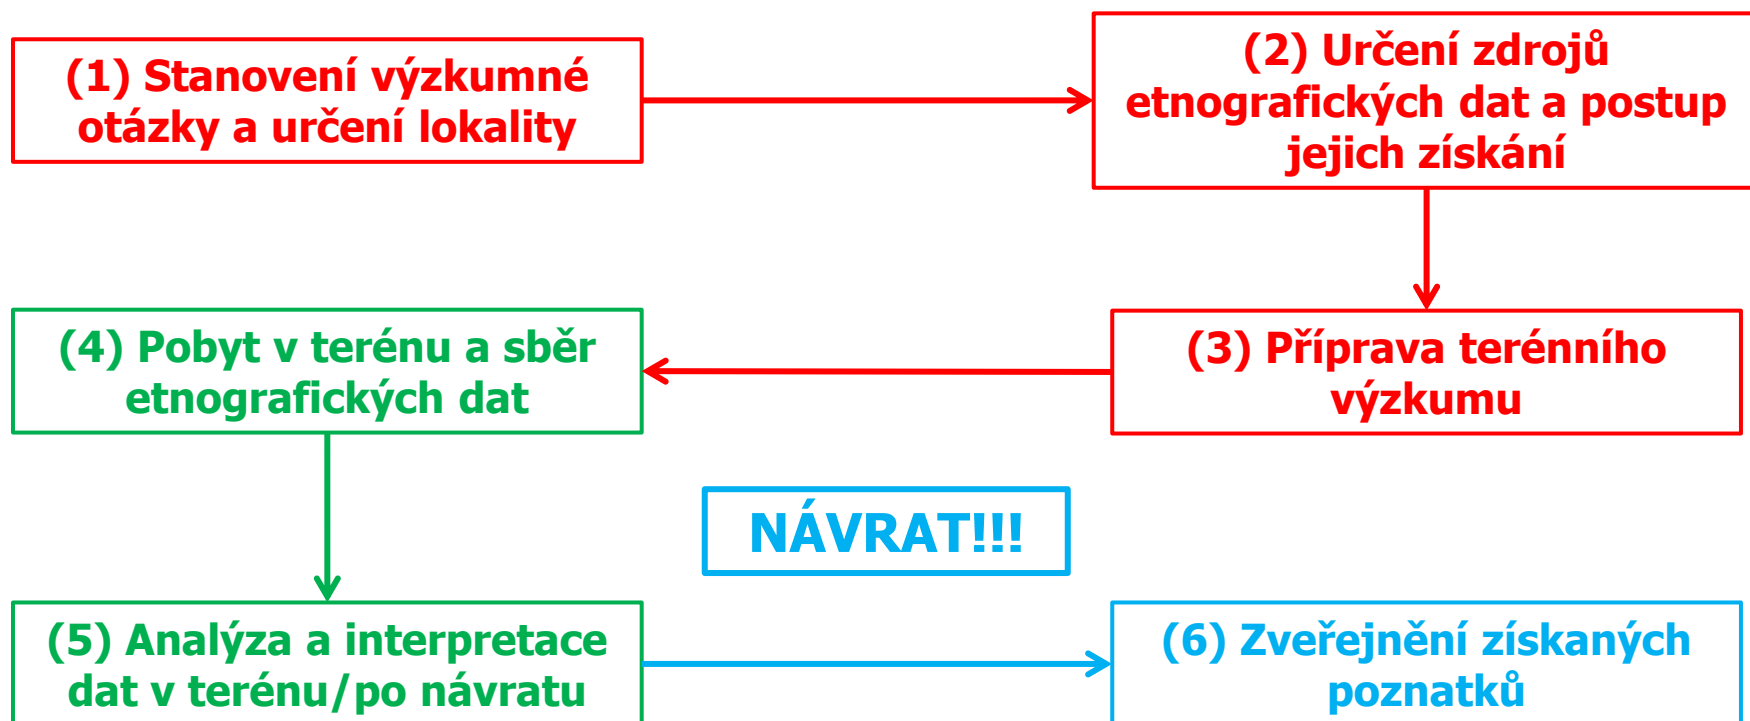 (1) Stanovení výzkumné
otázky a určení lokality
(2) Určení zdrojů
etnografických dat a postup
jejich získání
(3) Příprava terénního
výzkumu
(4) Pobyt v terénu a sběr
etnografických dat
NÁVRAT!!!
(5) Analýza a interpretace
dat v terénu/po návratu
(6) Zveřejnění získaných
poznatků